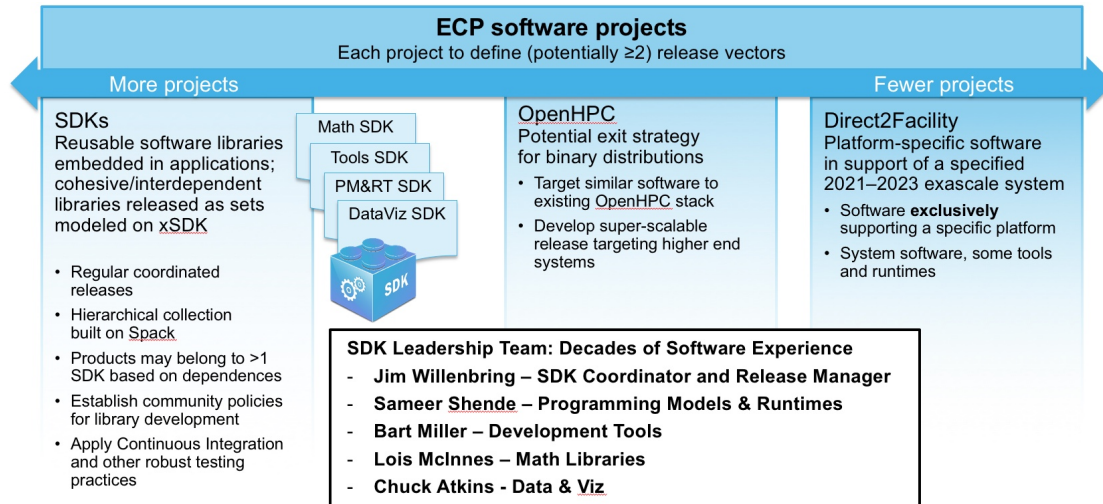 ECP software projects
Each project to define (potentially ≥2) release vectors
More projects
Fewer projects
SDKs
Reusable software libraries
embedded in applications;
cohesive/interdependent
libraries released as sets
modeled on xSDK
• Regular coordinated
releases
• Hierarchical collection
built on Spack
• Products may belong to >1
SDK based on dependences
• Establish community policies
for library development
• Apply Continuous Integration
and other robust testing
practices
Math SDK
Tools SDK
PM&RT SDK
DataViz SDK
SDK
OpenHPC
Potential exit strategy
for binary distributions
• Target similar software to
existing OpenHPC stack
• Develop super-scalable
release targeting higher end
systems
Direct2Facility
Platform-specific software
in support of a specified
2021–2023 exascale system
• Software exclusively
supporting a specific platform
• System software, some tools
and runtimes
SDK Leadership Team: Decades of Software Experience
- Jim Willenbring – SDK Coordinator and Release Manager
- Sameer Shende – Programming Models & Runtimes
- Bart Miller – Development Tools
- Lois McInnes – Math Libraries
- Chuck Atkins - Data & Viz